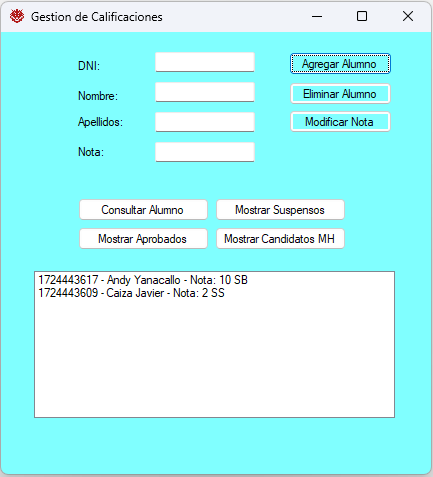 Gestion de Calificaciones
DNI:
Agregar Alumno
Nombre:
Eliminar Alumno
Apellidos:
Modificar Nota
Nota:
Consultar Alumno
Mostrar Suspensos
Mostrar Aprobados
Mostrar Candidatos MH
1724443617 - Andy Yanacallo - Nota: 10 SB
1724443609 - Caiza Javier - Nota: 2 SS